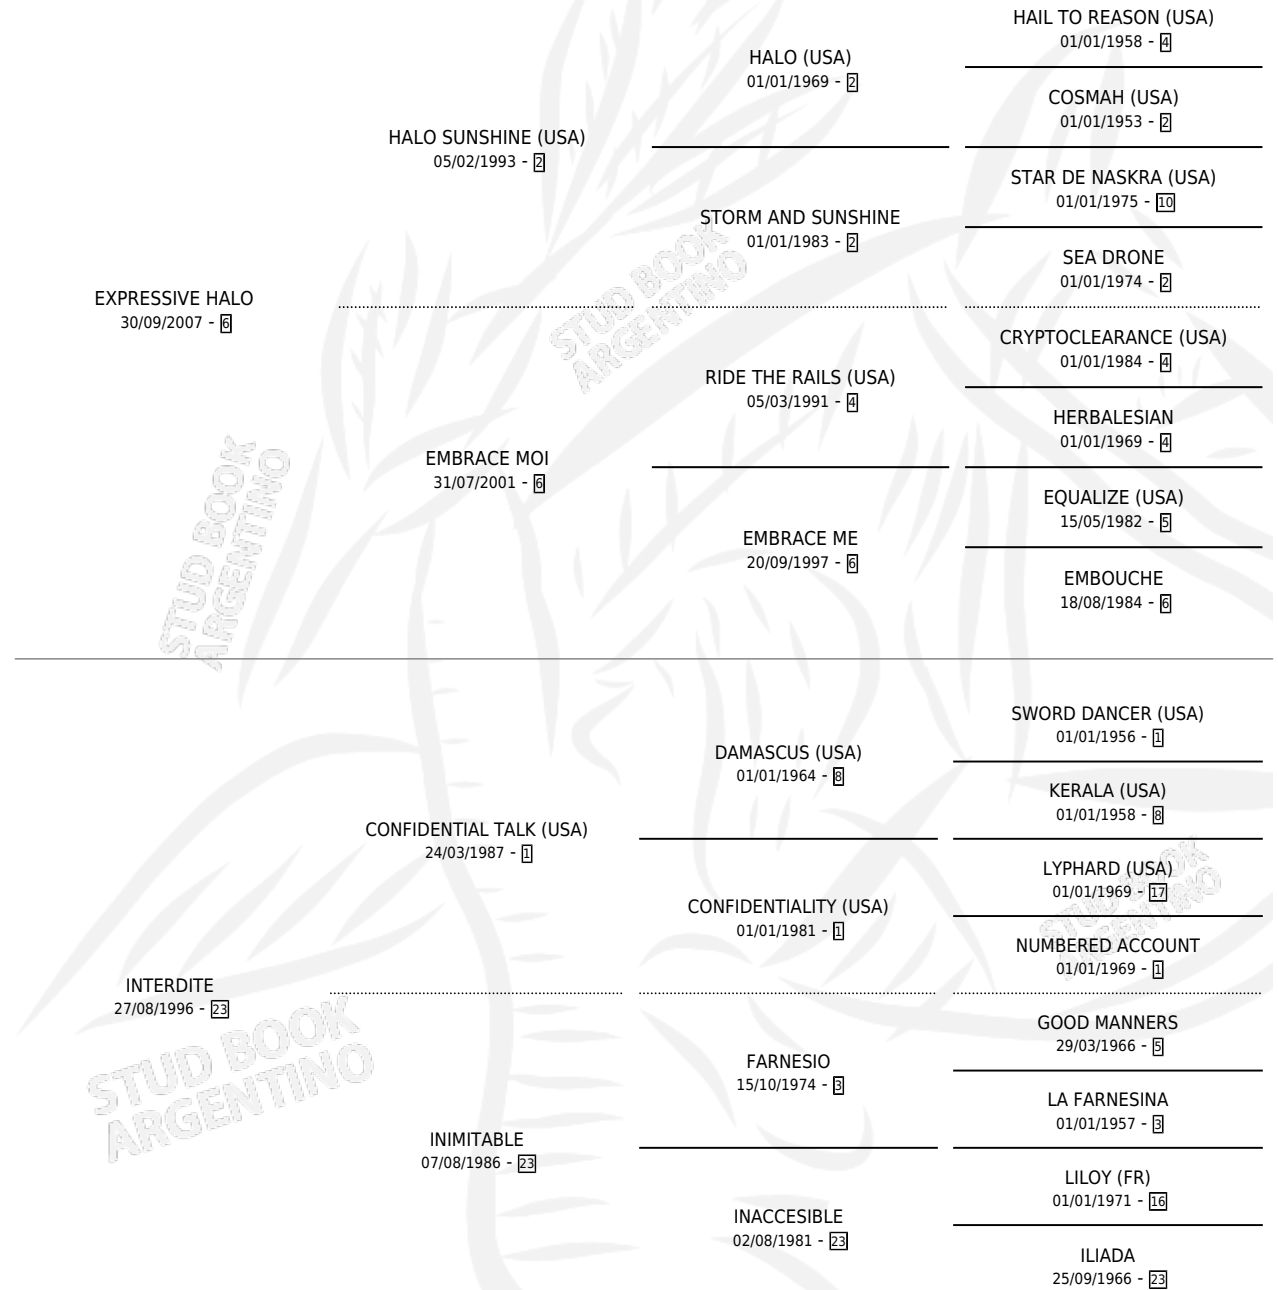 HAIL TO REASON (USA)
01/01/1958 - 4
HALO (USA)
01/01/1969 - 2
COSMAH (USA)
01/01/1953 - 2
HALO SUNSHINE (USA)
05/02/1993 - 2
STAR DE NASKRA (USA)
01/01/1975 - 10
STORM AND SUNSHINE
01/01/1983 - 2
SEA DRONE
01/01/1974 - 2
EXPRESSIVE HALO
30/09/2007 - 6
STUD BOOK
ARGENTINO
CRYPTOCLEARANCE (USA)
01/01/1984 - 4
RIDE THE RAILS (USA)
05/03/1991 - 4
HERBALESIAN
01/01/1969 - 4
EMBRACE MOI
31/07/2001 - 6
EQUALIZE (USA)
15/05/1982 - 5
EMBRACE ME
20/09/1997 - 6
EMBOUCHE
18/08/1984 - 6
STUD BOOK
ARGENTINO
SWORD DANCER (USA)
01/01/1956 - 1
DAMASCUS (USA)
01/01/1964 - 8
KERALA (USA)
01/01/1958 - 8
CONFIDENTIAL TALK (USA)
24/03/1987 - 1
LYPHARD (USA)
01/01/1969 - 17
CONFIDENTIALITY (USA)
01/01/1981 - 1
STUD BOOK
ARGENTINO
NUMBERED ACCOUNT
01/01/1969 - 1
INTERDITE
27/08/1996 - 23
STUD BOOK
ARGENTINO
GOOD MANNERS
29/03/1966 - 5
FARNESIO
15/10/1974 - 3
LA FARNESINA
01/01/1957 - 3
INIMITABLE
07/08/1986 - 23
LILOY (FR)
01/01/1971 - 16
INACCESIBLE
02/08/1981 - 23
ILIADA
25/09/1966 - 23